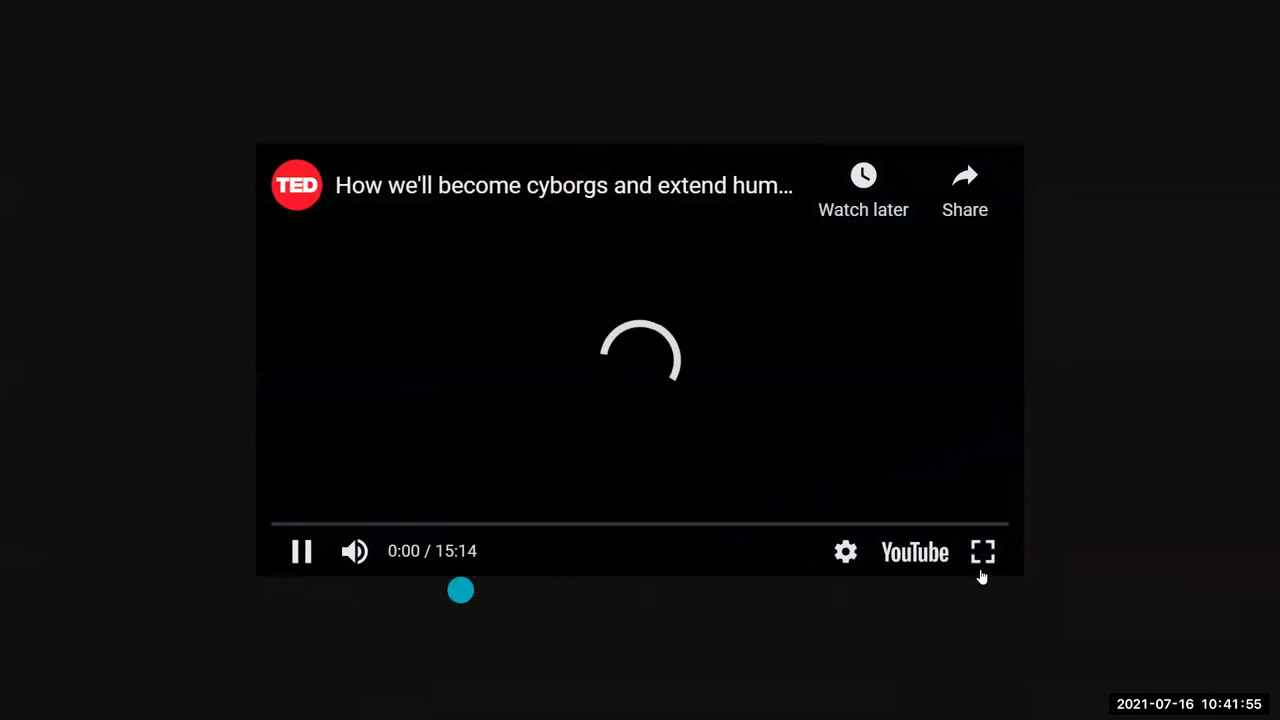 TED
How we'll become cyborgs and extend hum...
Watch later
Share
0:00 / 15:14
YouTube
2021-07-16 10:41:55